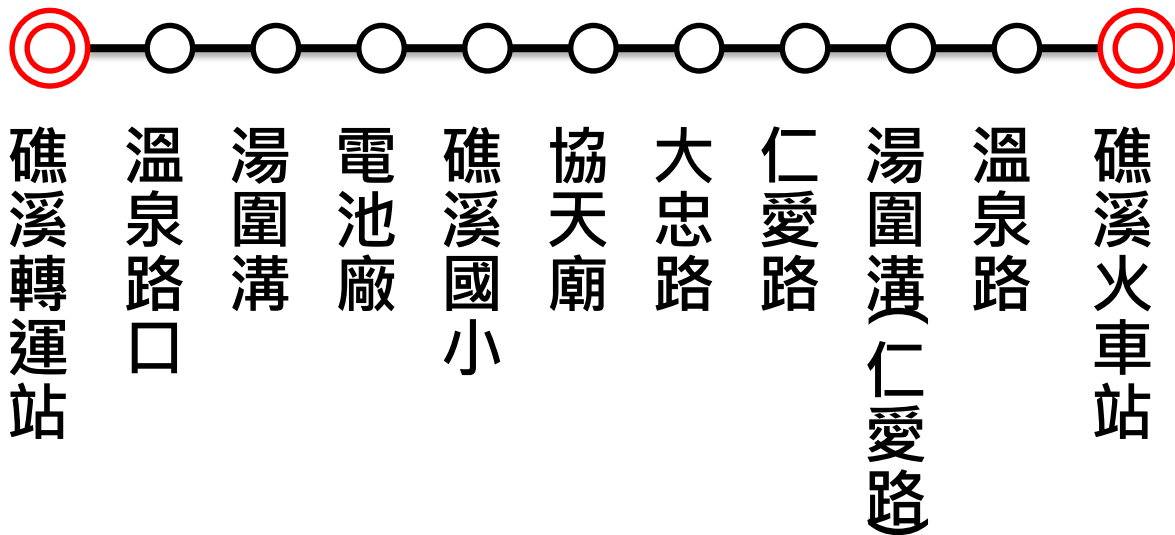 礁溪轉運站
溫泉路口
湯圍溝
電池廠
礁溪國小
協天廟
大忠路
仁愛路
湯圍溝(仁愛路)
溫泉路
礁溪火車站